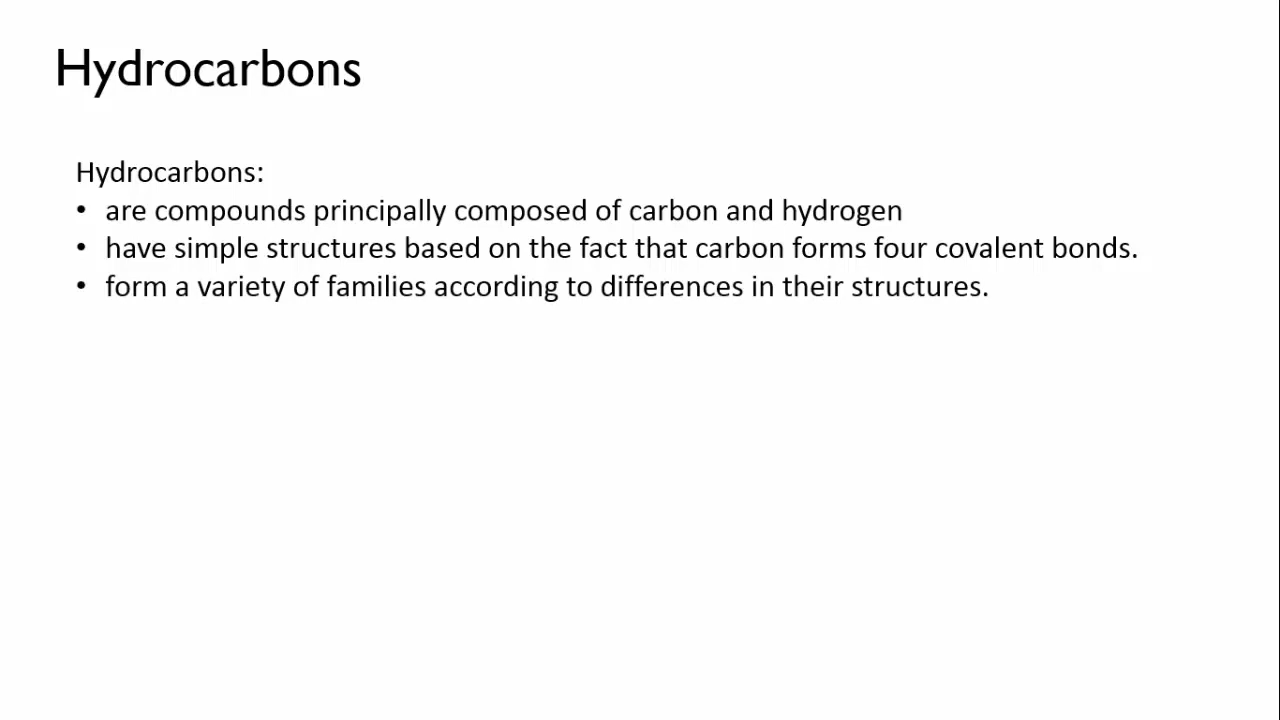 Hydrocarbons
Hydrocarbons:
• are compounds principally composed of carbon and hydrogen
• have simple structures based on the fact that carbon forms four covalent bonds.
• form a variety of families according to differences in their structures.